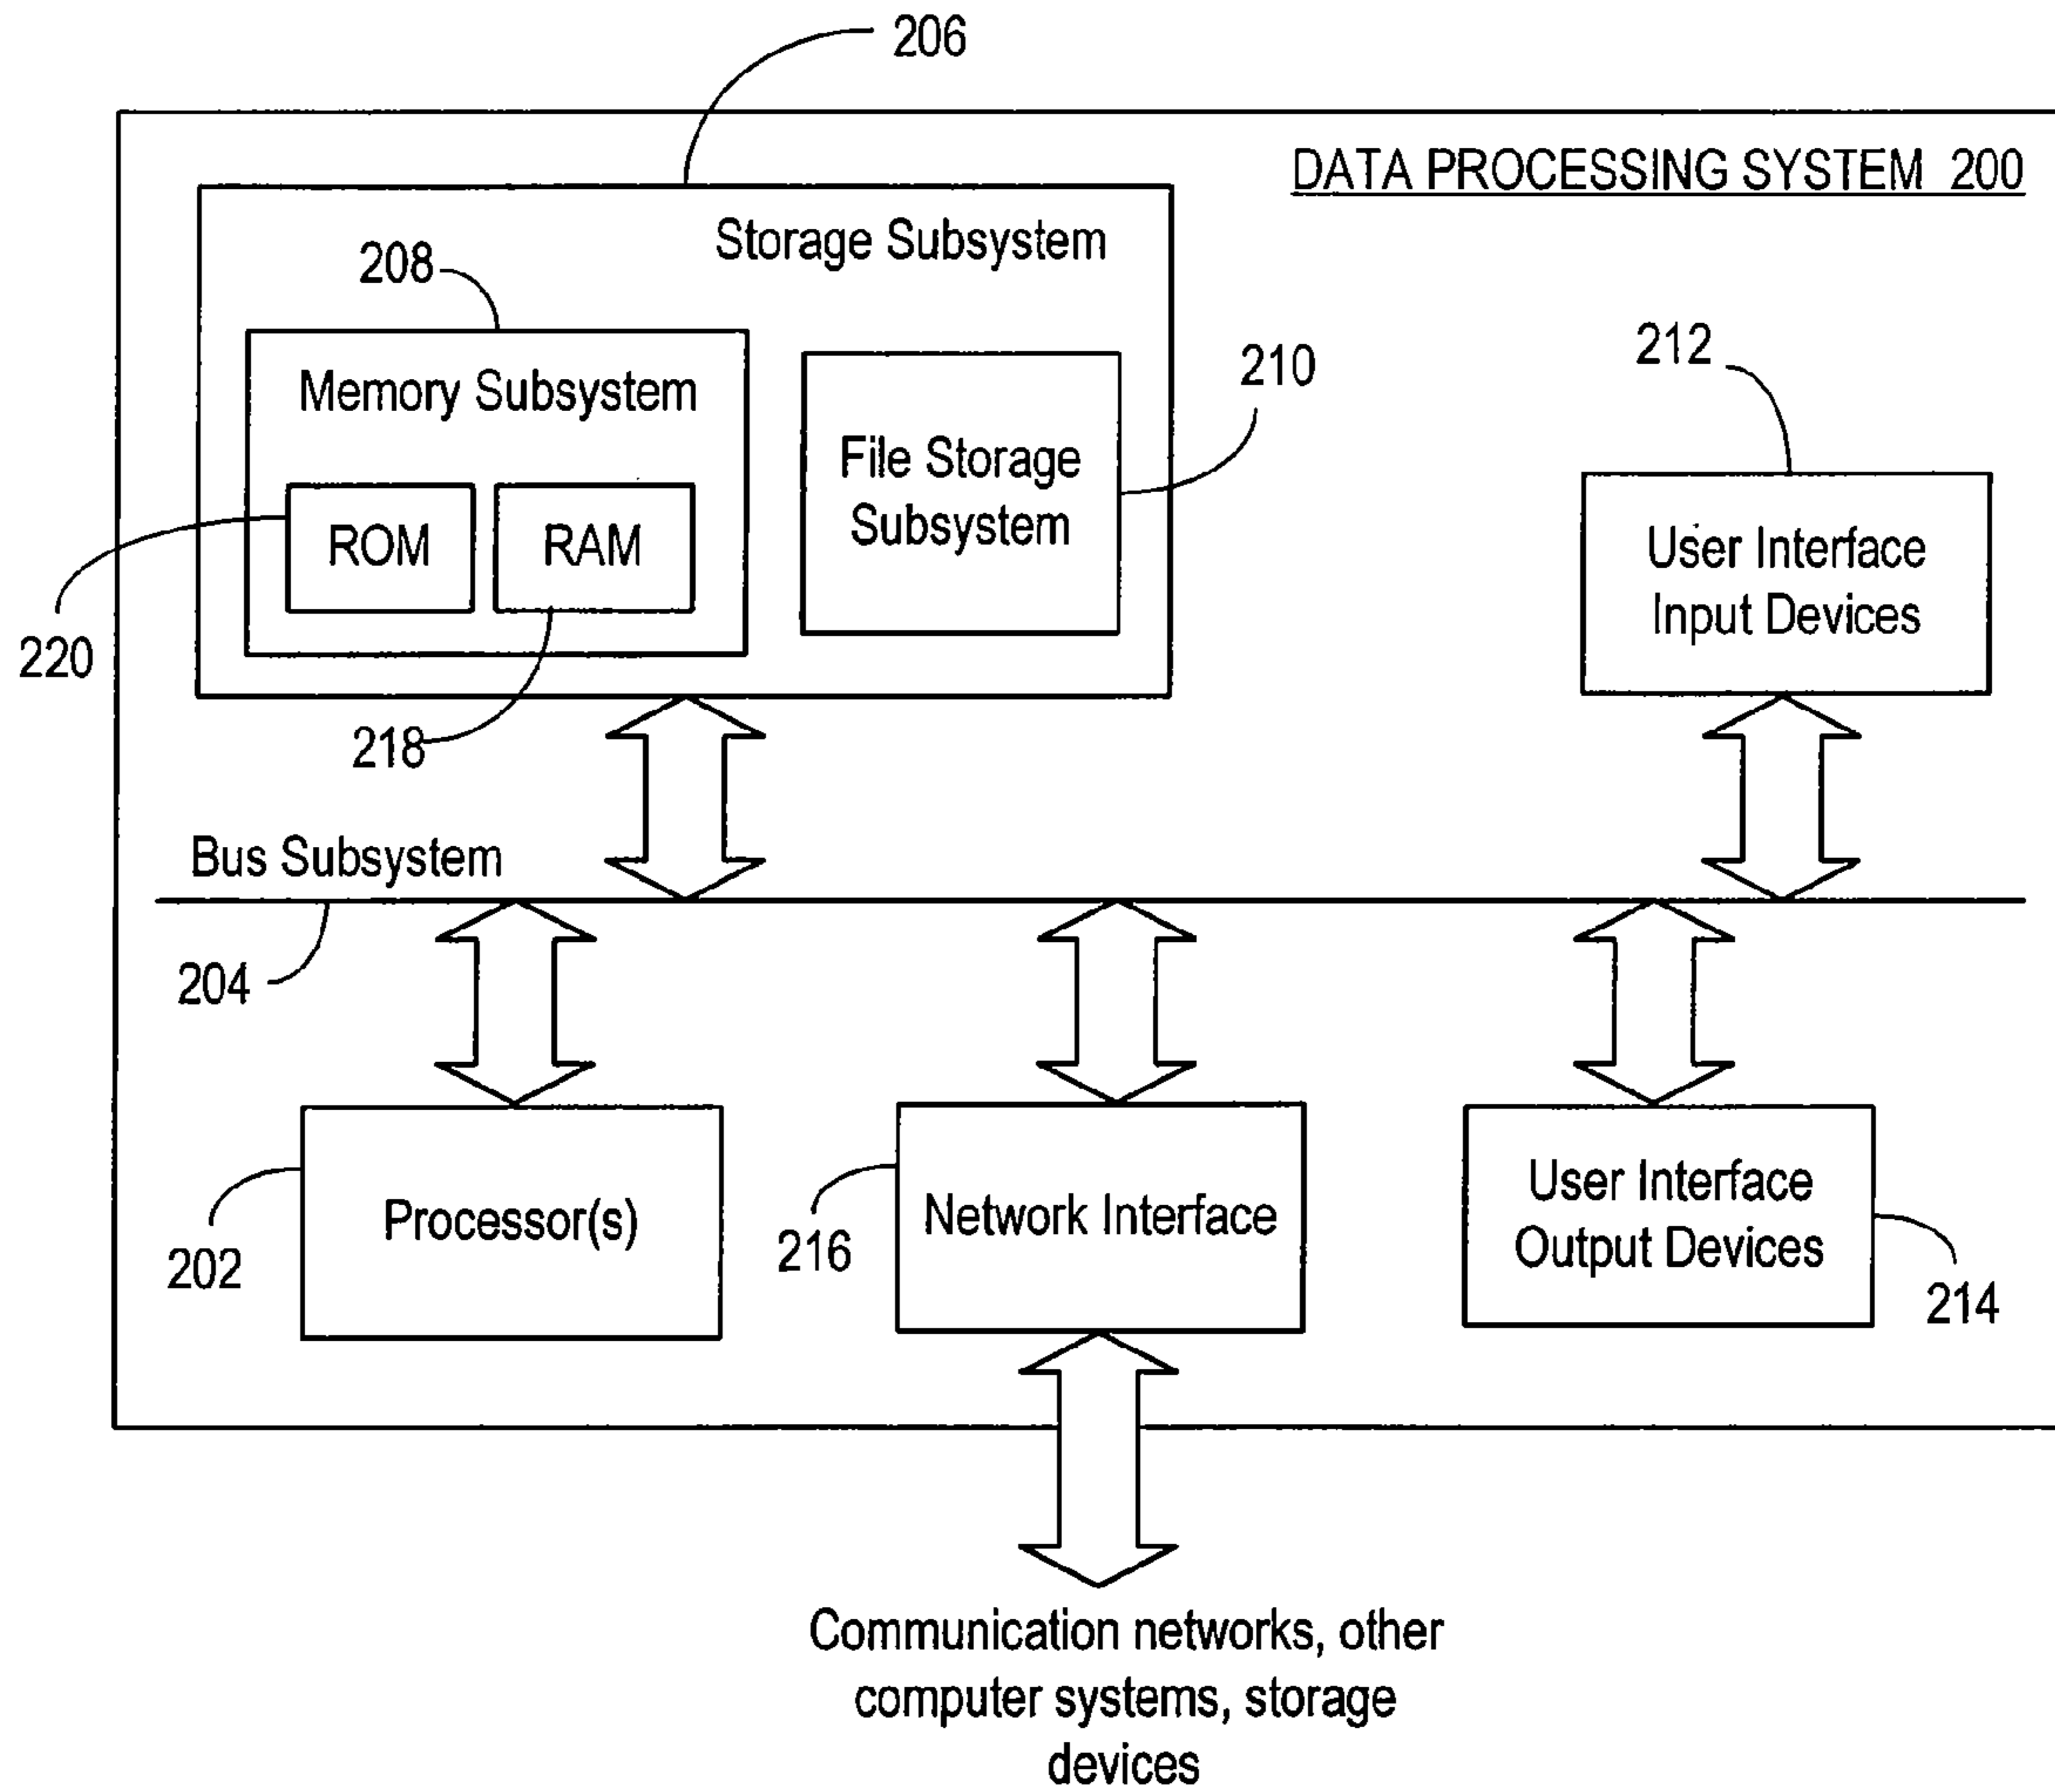 206
DATA PROCESSING SYSTEM 200
Storage Subsystem
208
Memory Subsystem
210
212
File Storage
Subsystem
ROM
RAM
User Interface
Input Devices
220
218
Bus Subsystem
204
Processor(s)
202
Network Interface
216
User Interface
Output Devices
214
Communication networks, other
computer systems, storage
devices